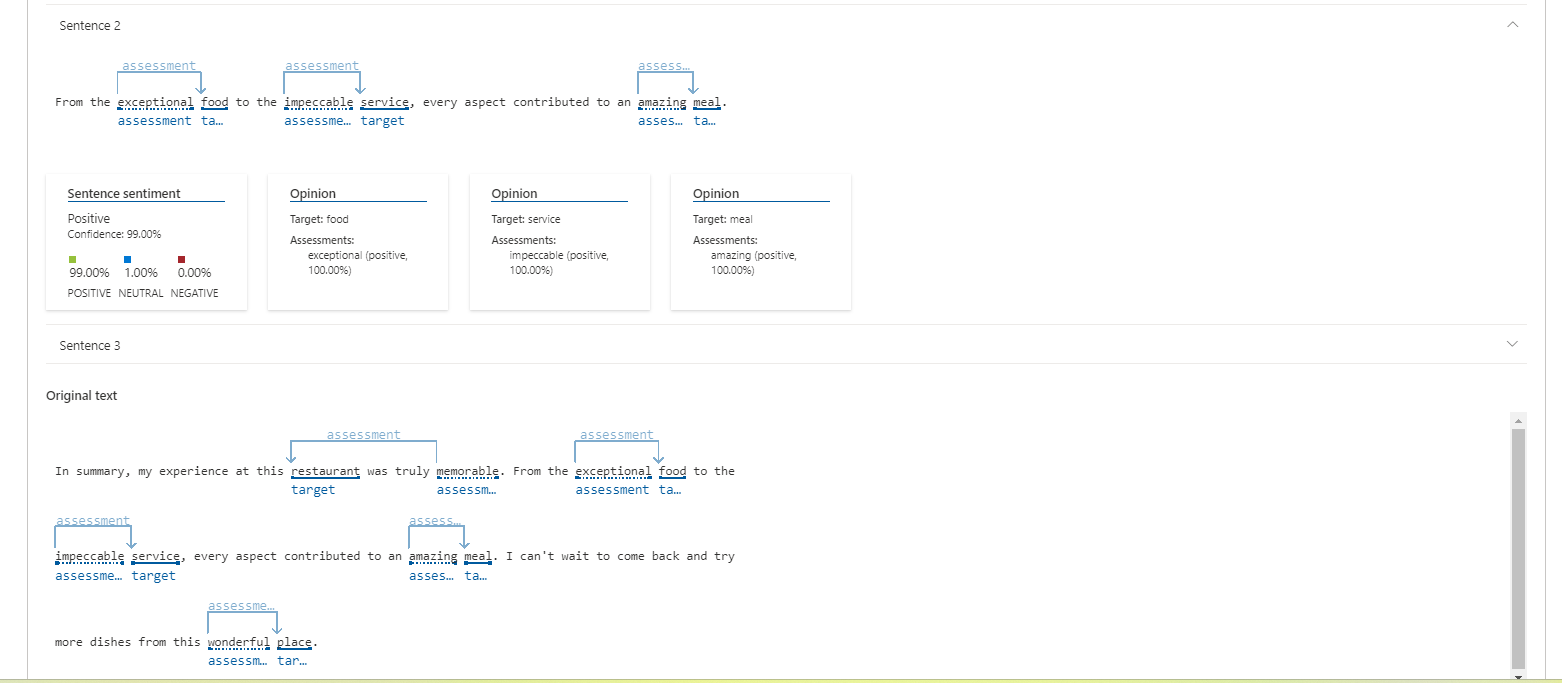 Sentence 2
assessment assessment assess...
From the exceptional food to the impeccable service, every aspect contributed to an amazing meal.
assessment ta... assessme... target asses... ta...
Sentence sentiment
Positive
Confidence: 99.00%
99.00% 1.00% 0.00%
POSITIVE NEUTRAL NEGATIVE
Opinion
Target: food
Assessments:
exceptional (positive,
100.00%)
Opinion
Target: service
Assessments:
impeccable (positive,
100.00%)
Opinion
Target: meal
Assessments:
amazing (positive,
100.00%)
Sentence 3
Original text
assessment assessment
In summary, my experience at this restaurant was truly memorable. From the exceptional food to the
target assessm... assessment ta...
assessment assess...
impeccable service, every aspect contributed to an amazing meal. I can't wait to come back and try
assessme... target asses... ta...
assessme...
more dishes from this wonderful place.
assessm... tar...